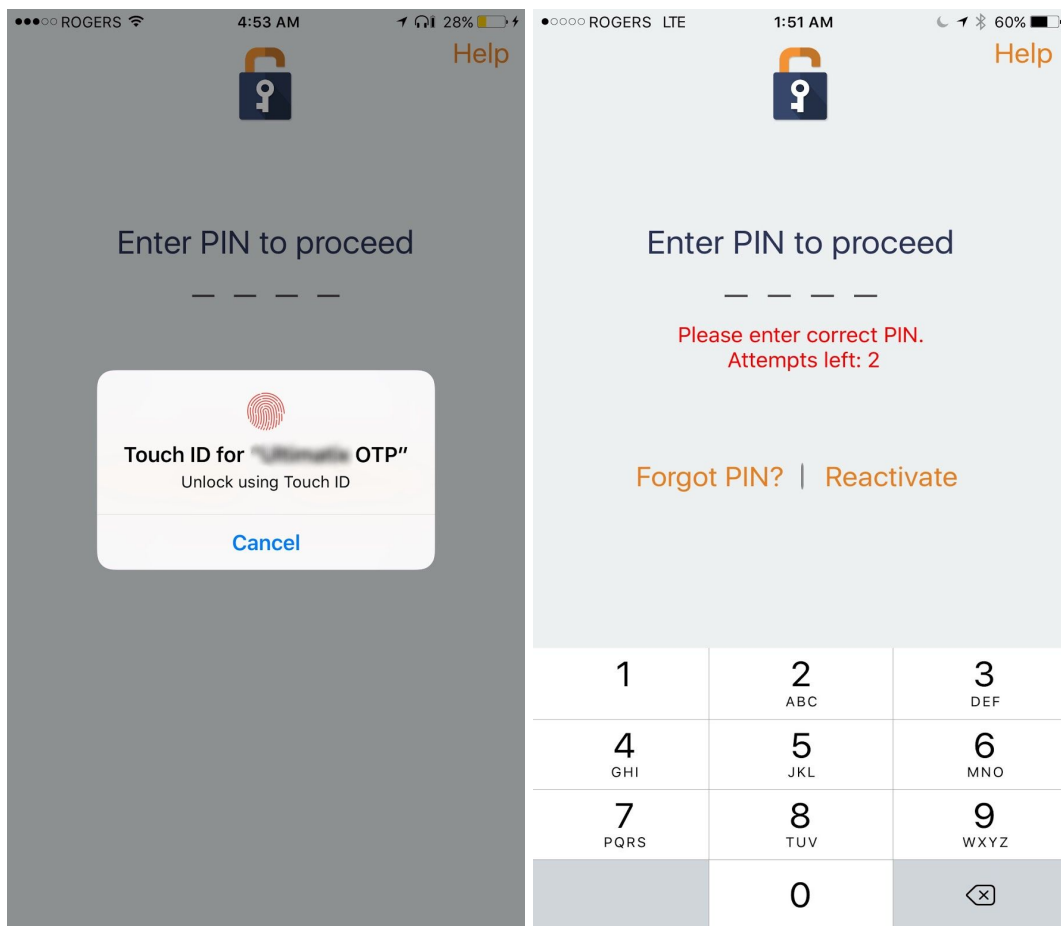 ROGERS 4:53 AM 28%
Help
Enter PIN to proceed
Touch ID for OTP”
Unlock using Touch ID
Cancel
ROGERS LTE 1:51 AM 60%
Help
Enter PIN to proceed
Please enter correct PIN.
Attempts left: 2
Forgot PIN? | Reactivate
1 2 3
ABC DEF
4 5 6
GHI JKL MNO
7 8 9
PQRS TUV WXYZ
0